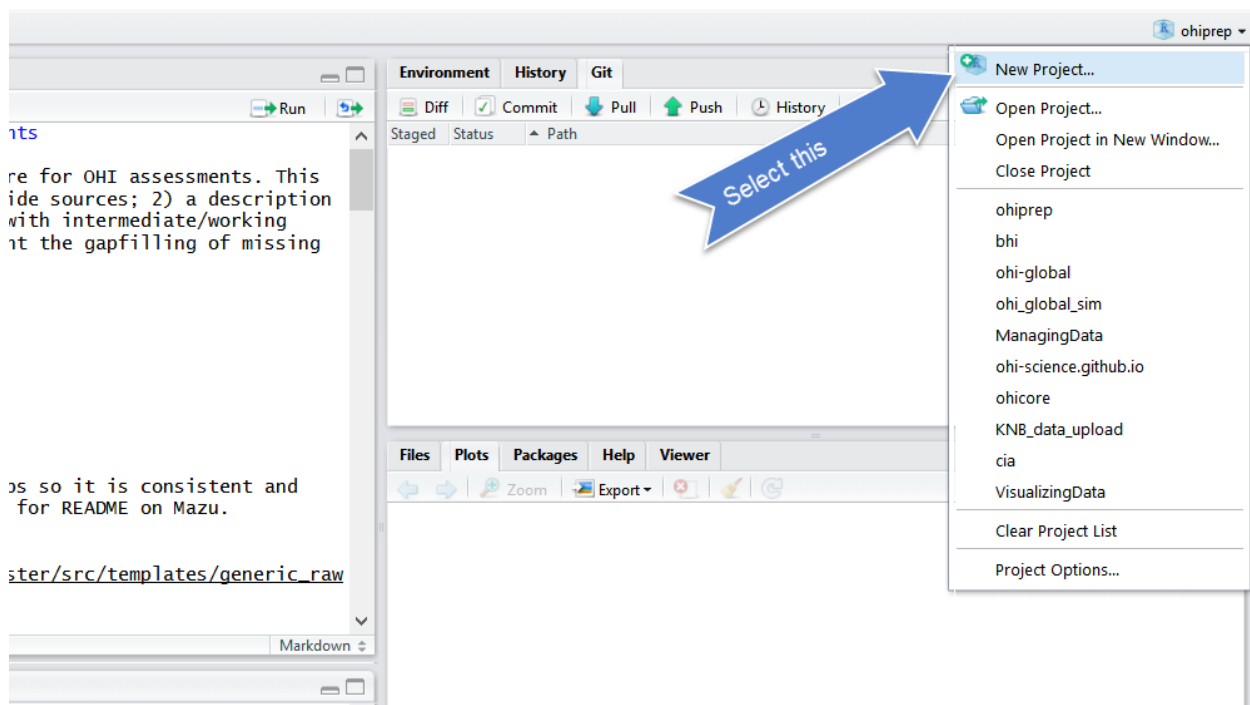 ohiprep
New Project...
Open Project...
Open Project in New Window...
Close Project
ohiprep
bhi
ohi-global
ohi_global_sim
ManagingData
ohi-science.github.io
ohicore
KNB_data_upload
cia
VisualizingData
Clear Project List
Project Options...
Select this
Environment History Git
Diff Commit Pull Push History
Staged Status Path
Run
nts
re for OHI assessments. This
ide sources; 2) a description
with intermediate/working
nt the gapfilling of missing
os so it is consistent and
for README on Mazu.
ster/src/templates/generic_raw
Markdown
Files Plots Packages Help Viewer
Zoom Export